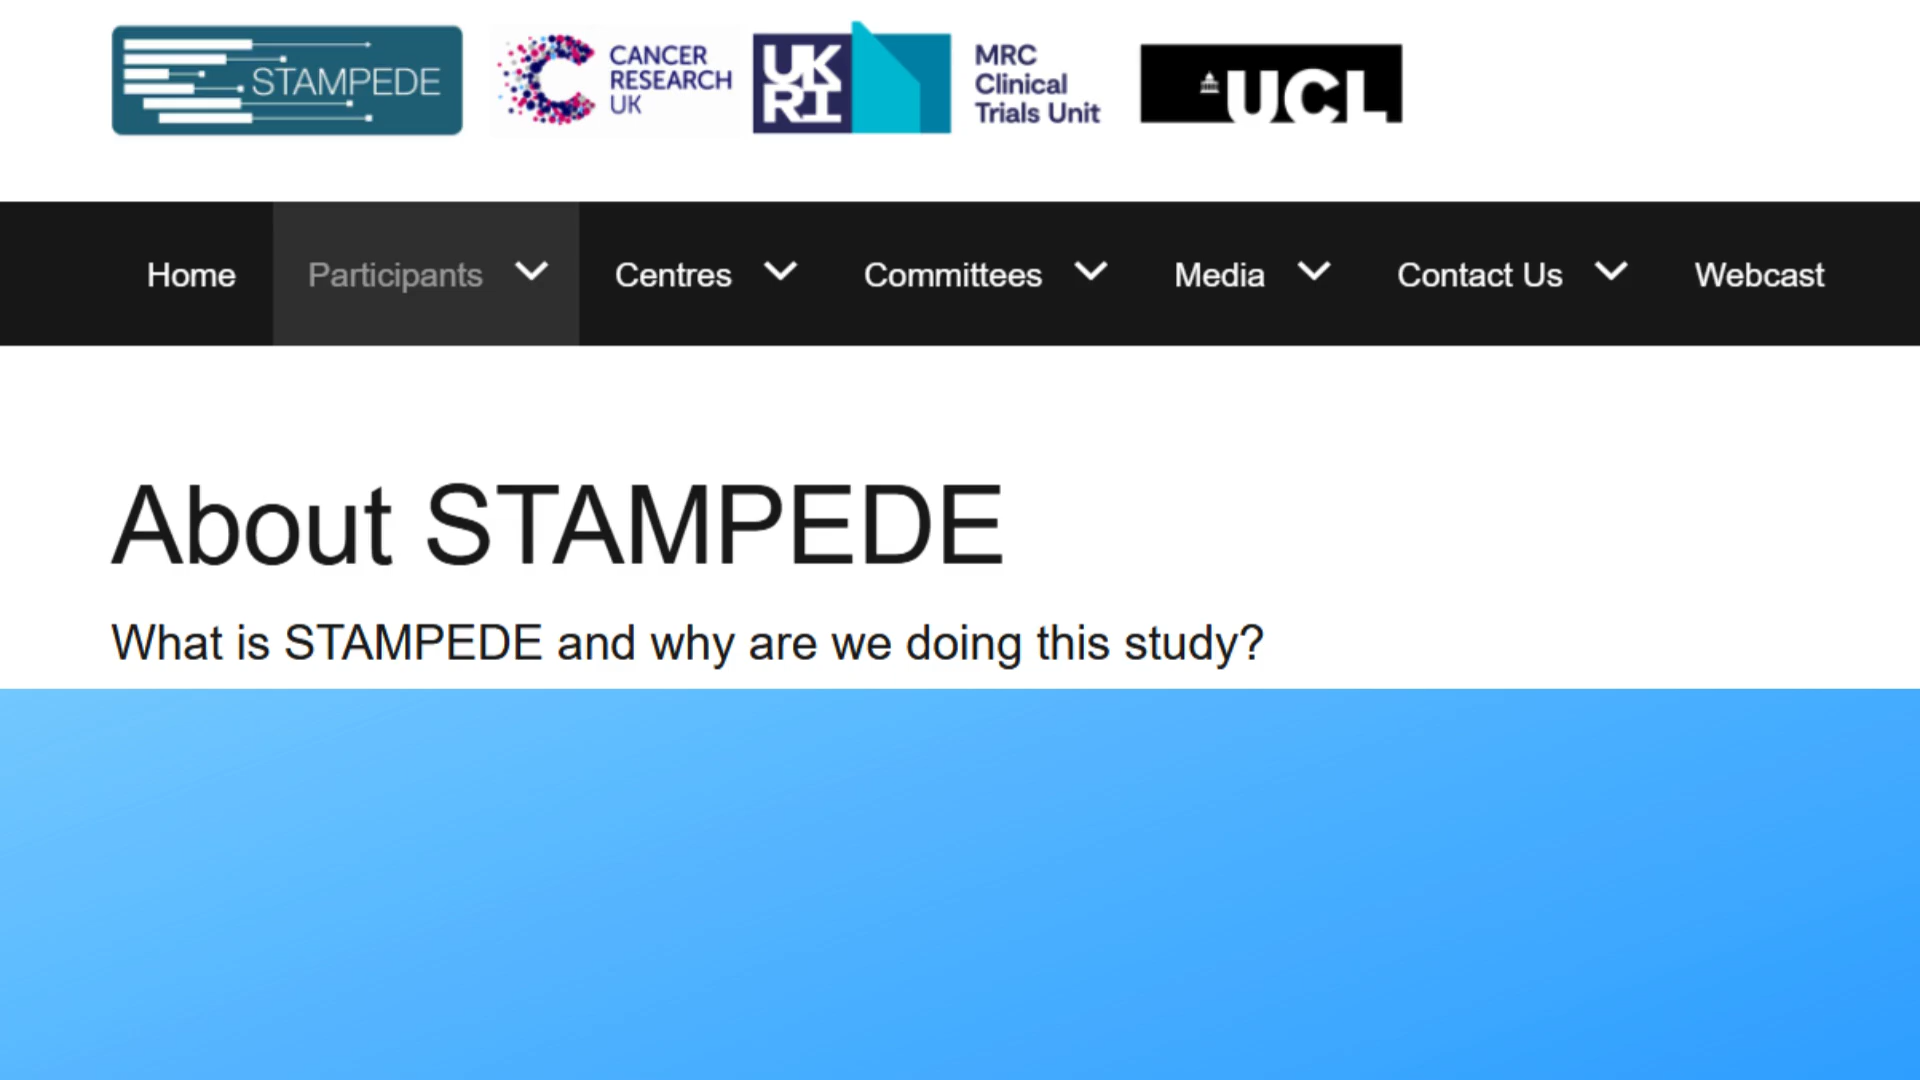 STAMPEDE
CANCER
RESEARCH
UK
UK
RI
MRC
Clinical
Trials Unit
UCL
Home Participants Centres Committees Media Contact Us Webcast
About STAMPEDE
What is STAMPEDE and why are we doing this study?